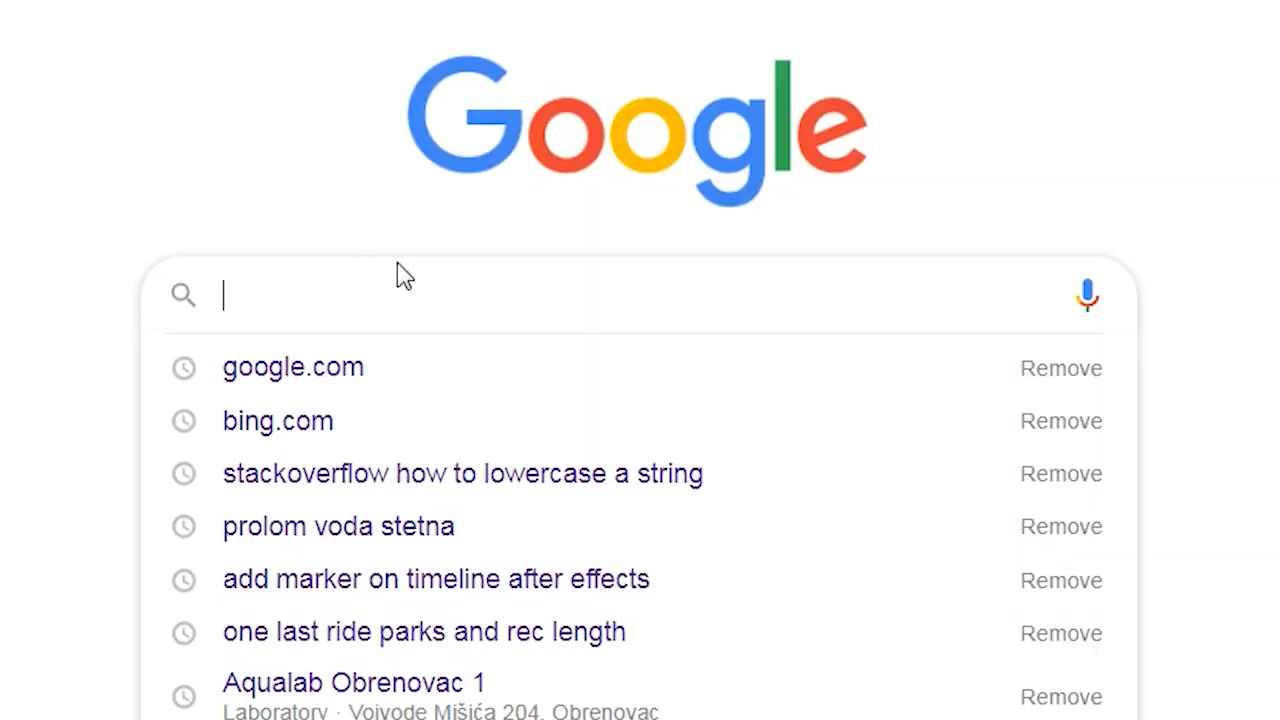 Google
google.com
Remove
bing.com
Remove
stackoverflow how to lowercase a string
Remove
prolom voda stetna
Remove
add marker on timeline after effects
Remove
one last ride parks and rec length
Remove
Aqualab Obrenovac 1
Laboratory · Vojvode Mišića 204, Obrenovac
Remove